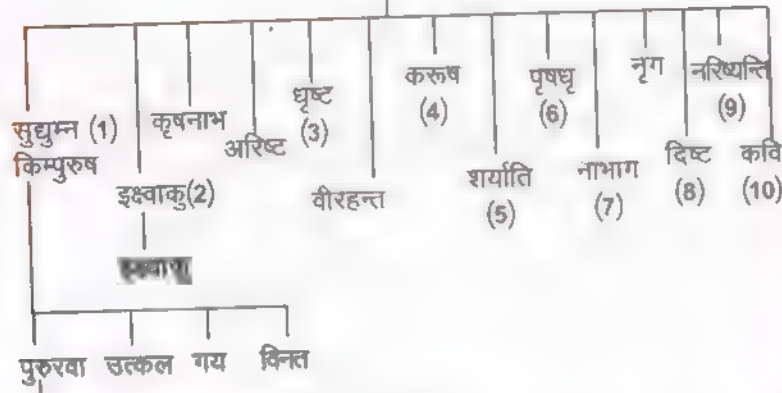 सुद्युम्न (1)
किम्पुरुष
इक्ष्वाकु(2)
कृषनाभ
अरिष्ट
धृष्ट
(3)
वीरहन्त
करूष
(4)
शर्याति
(5)
पृषधृ
(6)
नाभाग
(7)
नृग
दिष्ट
(8)
नरिष्यन्ति
(9)
कवि
(10)
इक्ष्वाकु
पुरुरवा उत्कल गय विनत